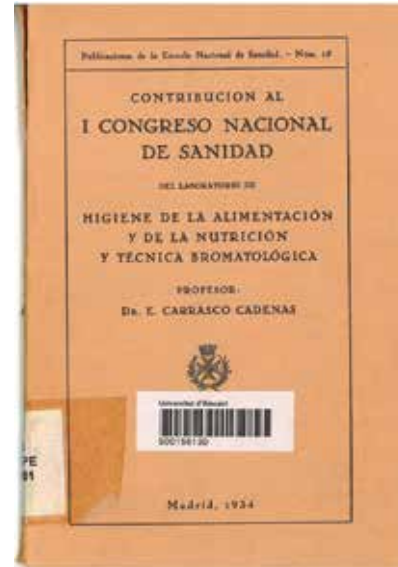 Publicaciones de la Escuela Nacional de Sanidad. - Núm. 18
CONTRIBUCION AL
I CONGRESO NACIONAL
DE SANIDAD
DEL LABORATORIO DE
HIGIENE DE LA ALIMENTACIÓN
Y DE LA NUTRICIÓN
Y TÉCNICA BROMATOLÓGICA
PROFESOR:
DR. E. CARRASCO CADENAS
Universitat d'Alacant
Madrid, 1934